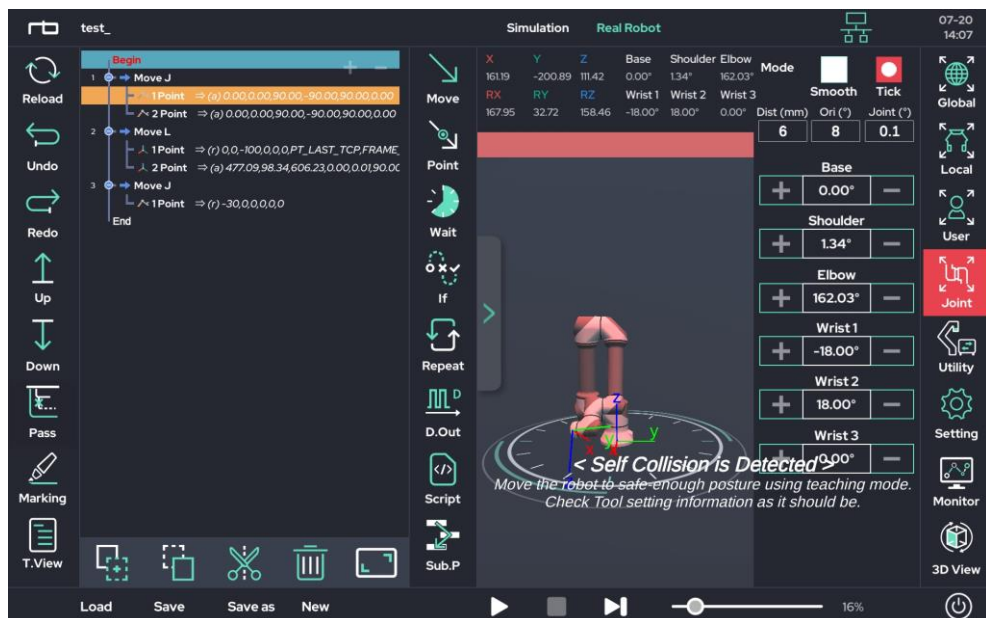 rb
test_
Simulation
Real Robot
07-20
14:07
Reload
Undo
Redo
Up
Down
Pass
Marking
T.View
Begin
+ −
1 Move J
1 Point ⇒ (a) 0.00,0.00,90.00,-90.00,90.00,0.00
2 Point ⇒ (a) 0.00,0.00,90.00,-90.00,90.00,0.00
2 Move L
1 Point ⇒ (r) 0,0,-100,0,0,0,PT_LAST_TCP,FRAME_
2 Point ⇒ (a) 477.09,98.34,606.23,0.00,0.01,90.00
3 Move J
1 Point ⇒ (r) -30,0,0,0,0,0
End
Move
Point
Wait
If
Repeat
D
D.Out
</>
Script
Sub.P
X Y Z Base Shoulder Elbow
161.19 -200.89 111.42 0.00° 1.34° 162.03°
RX RY RZ Wrist 1 Wrist 2 Wrist 3
167.95 32.72 158.46 -18.00° 18.00° 0.00°
Mode
Smooth
Tick
Dist (mm) Ori (°) Joint (°)
6 8 0.1
Base
+ 0.00° −
Shoulder
+ 1.34° −
Elbow
+ 162.03° −
Wrist 1
+ -18.00° −
Wrist 2
+ 18.00° −
Wrist 3
+ 0.00° −
z
y
y
x
< Self Collision is Detected >
Move the robot to safe-enough posture using teaching mode.
Check Tool setting information as it should be.
Global
Local
User
Joint
Utility
Setting
Monitor
3D View
Load
Save
Save as
New
16%